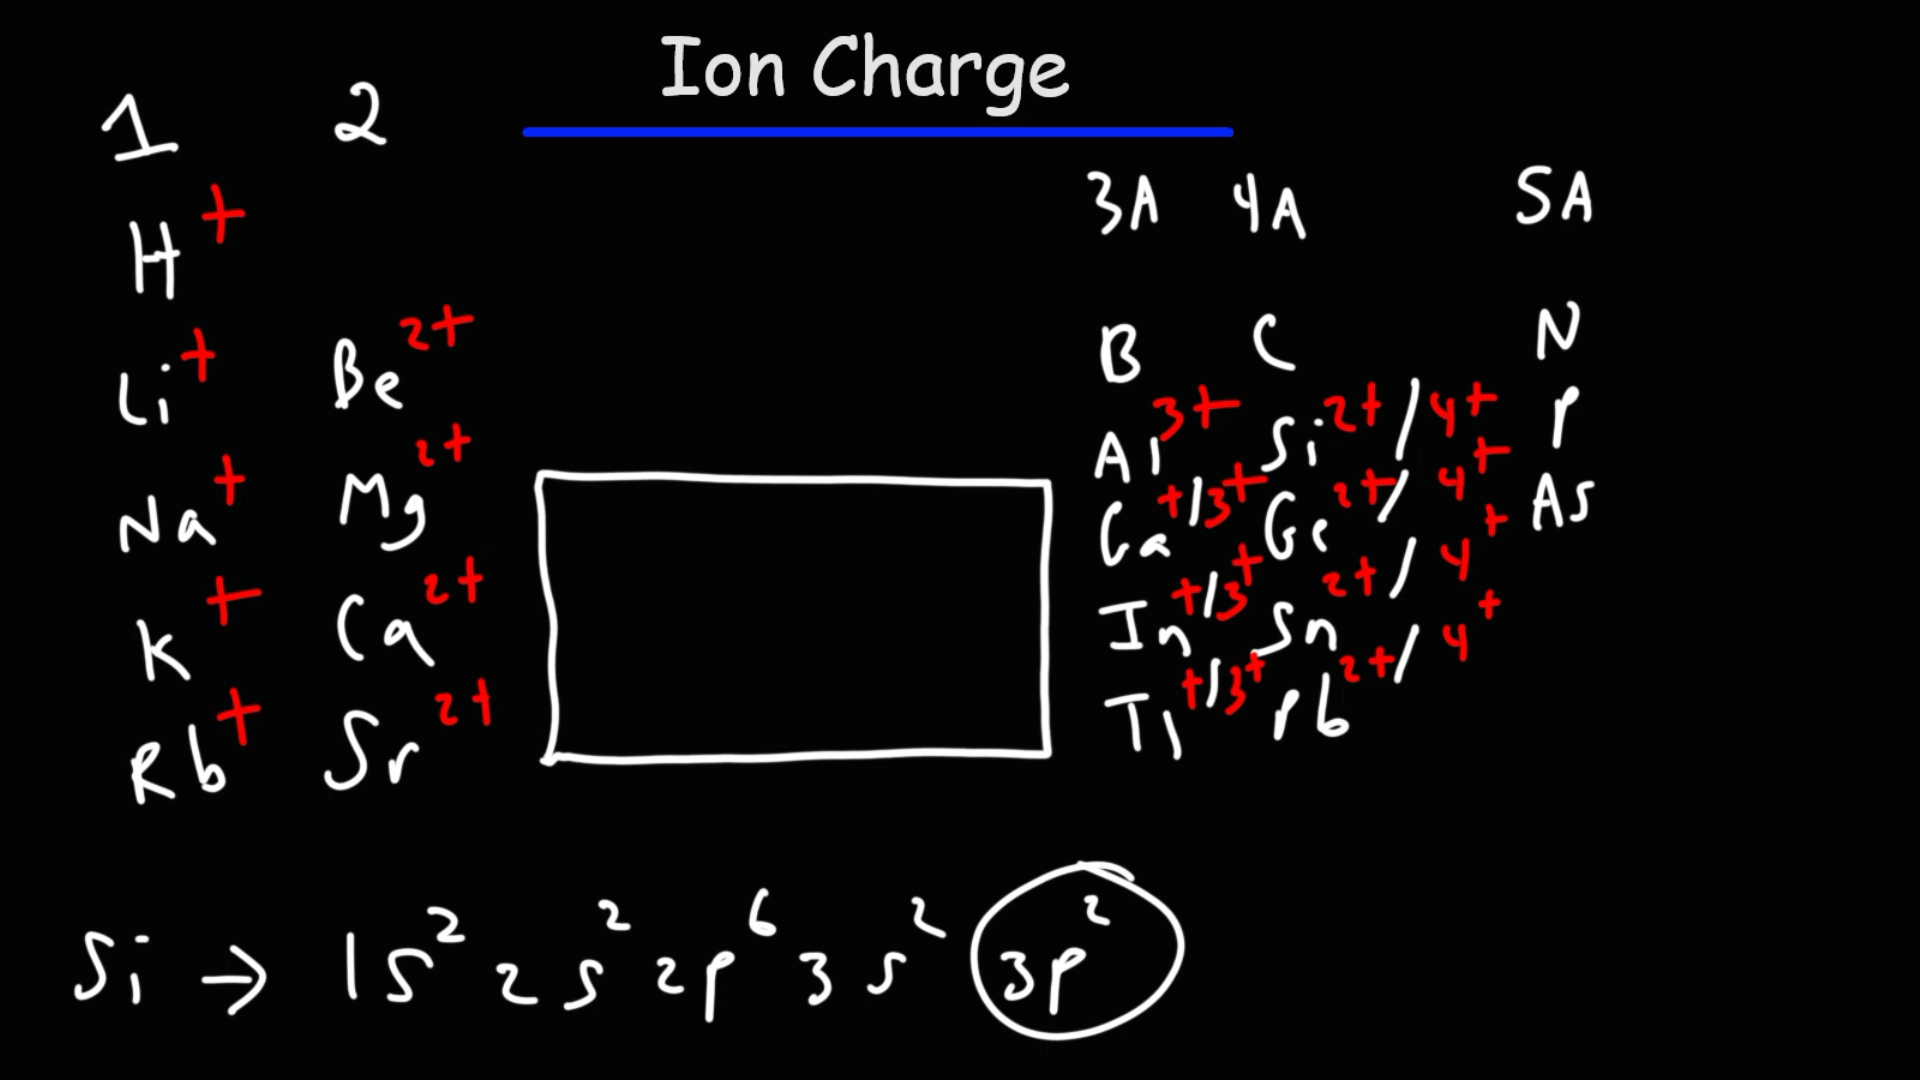 Ion Charge
1 2
3A 4A 5A
H+
B C N
Li+ Be2+
Al3+ Si2+/4+ P
Na+ Mg2+
Ga+/3+ Ge2+/4+ As
K+ Ca2+
In+/3+ Sn2+/4+
Rb+ Sr2+
Tl+/3+ Pb2+/4+
Si → 1s2 2s2 2p6 3s2 3p2